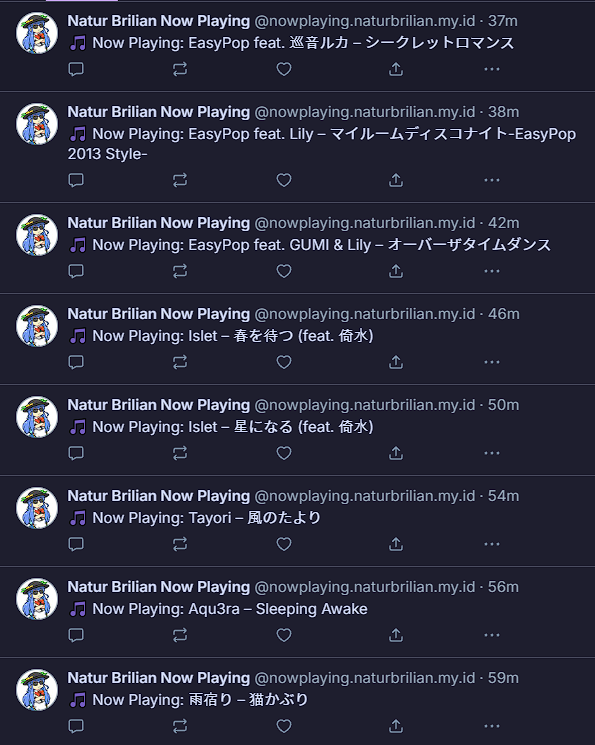 Natur Brilian Now Playing @nowplaying.naturbrilian.my.id · 37m
🎵 Now Playing: EasyPop feat. 巡音ルカ – シークレットロマンス
Natur Brilian Now Playing @nowplaying.naturbrilian.my.id · 38m
🎵 Now Playing: EasyPop feat. Lily – マイルームディスコナイト-EasyPop
2013 Style-
Natur Brilian Now Playing @nowplaying.naturbrilian.my.id · 42m
🎵 Now Playing: EasyPop feat. GUMI & Lily – オーバーザタイムダンス
Natur Brilian Now Playing @nowplaying.naturbrilian.my.id · 46m
🎵 Now Playing: Islet – 春を待つ (feat. 倚水)
Natur Brilian Now Playing @nowplaying.naturbrilian.my.id · 50m
🎵 Now Playing: Islet – 星になる (feat. 倚水)
Natur Brilian Now Playing @nowplaying.naturbrilian.my.id · 54m
🎵 Now Playing: Tayori – 風のたより
Natur Brilian Now Playing @nowplaying.naturbrilian.my.id · 56m
🎵 Now Playing: Aqu3ra – Sleeping Awake
Natur Brilian Now Playing @nowplaying.naturbrilian.my.id · 59m
🎵 Now Playing: 雨宿り – 猫かぶり